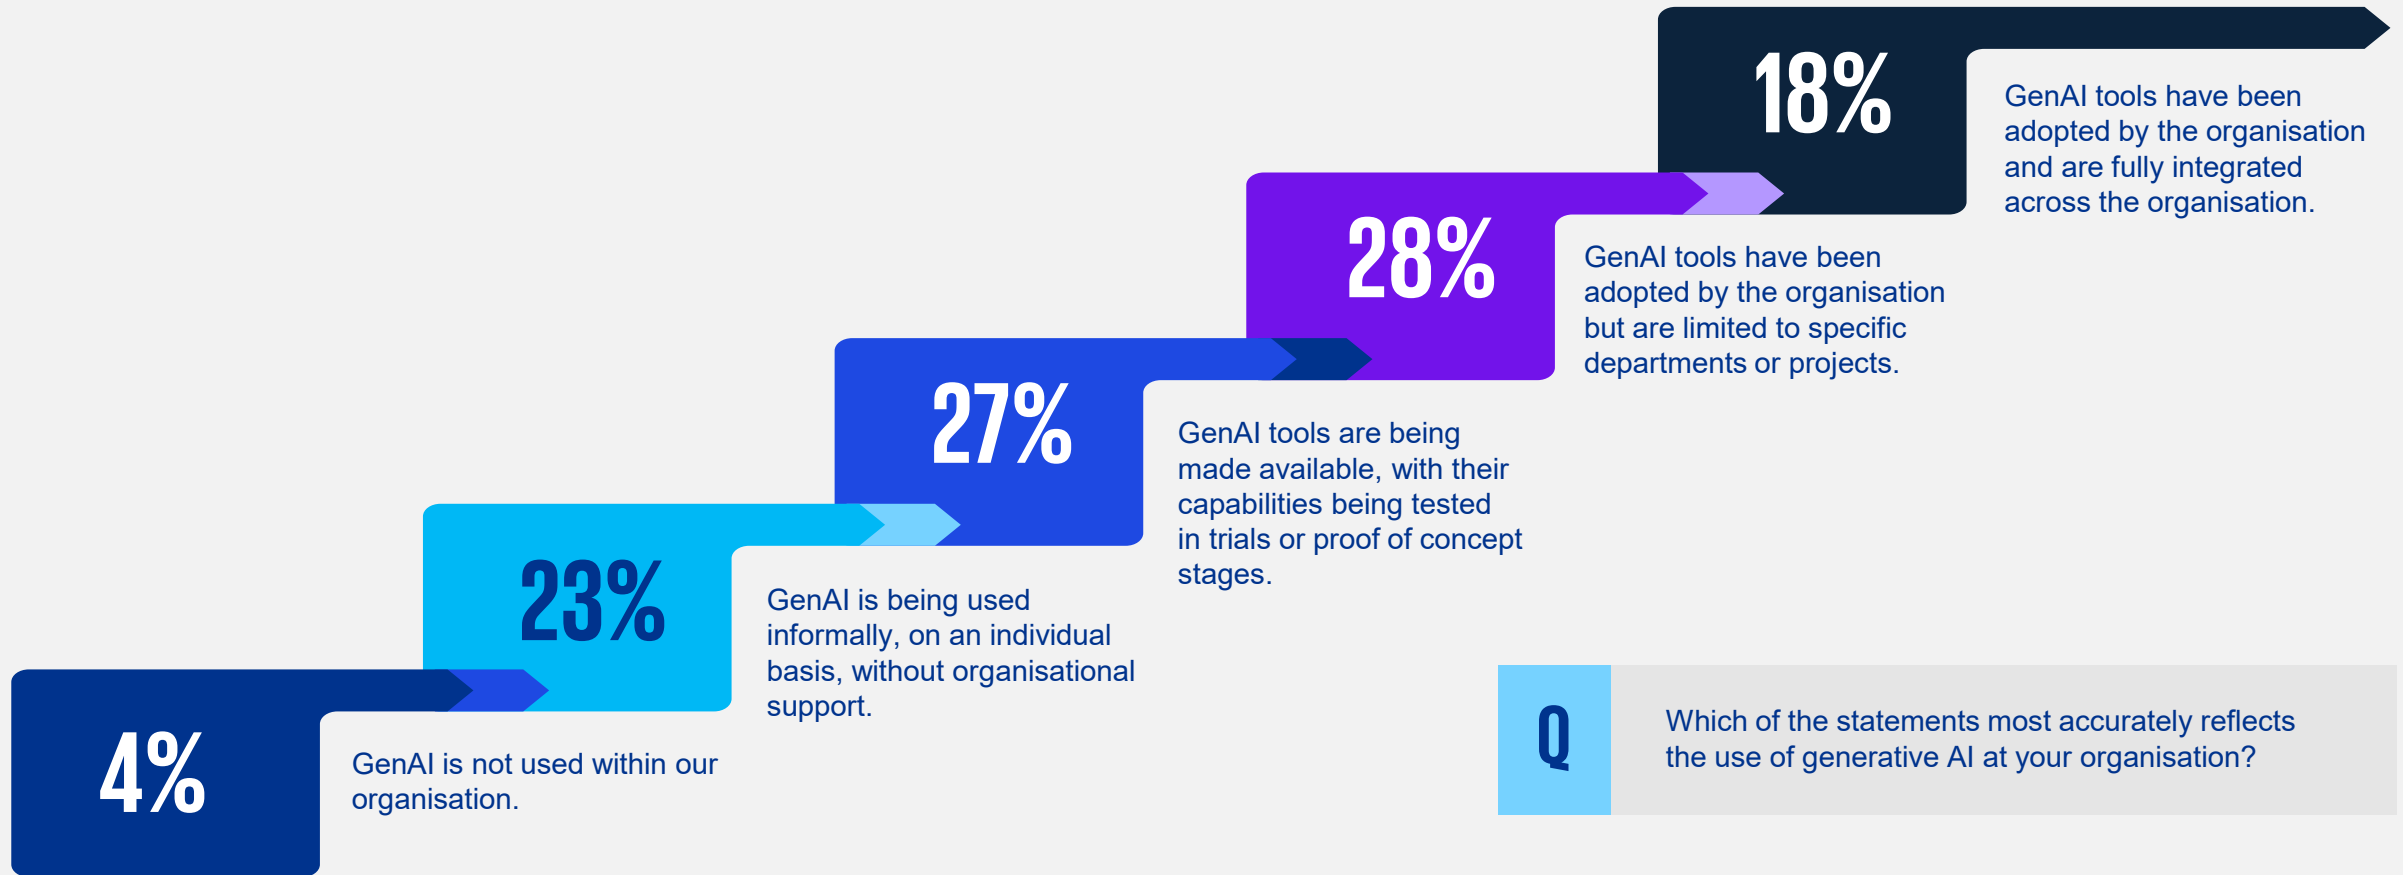 18%
GenAI tools have been
adopted by the organisation
and are fully integrated
across the organisation.
28%
GenAI tools have been
adopted by the organisation
but are limited to specific
departments or projects.
27%
GenAI tools are being
made available, with their
capabilities being tested
in trials or proof of concept
stages.
23%
GenAI is being used
informally, on an individual
basis, without organisational
support.
4%
GenAI is not used within our
organisation.
Q
Which of the statements most accurately reflects
the use of generative AI at your organisation?